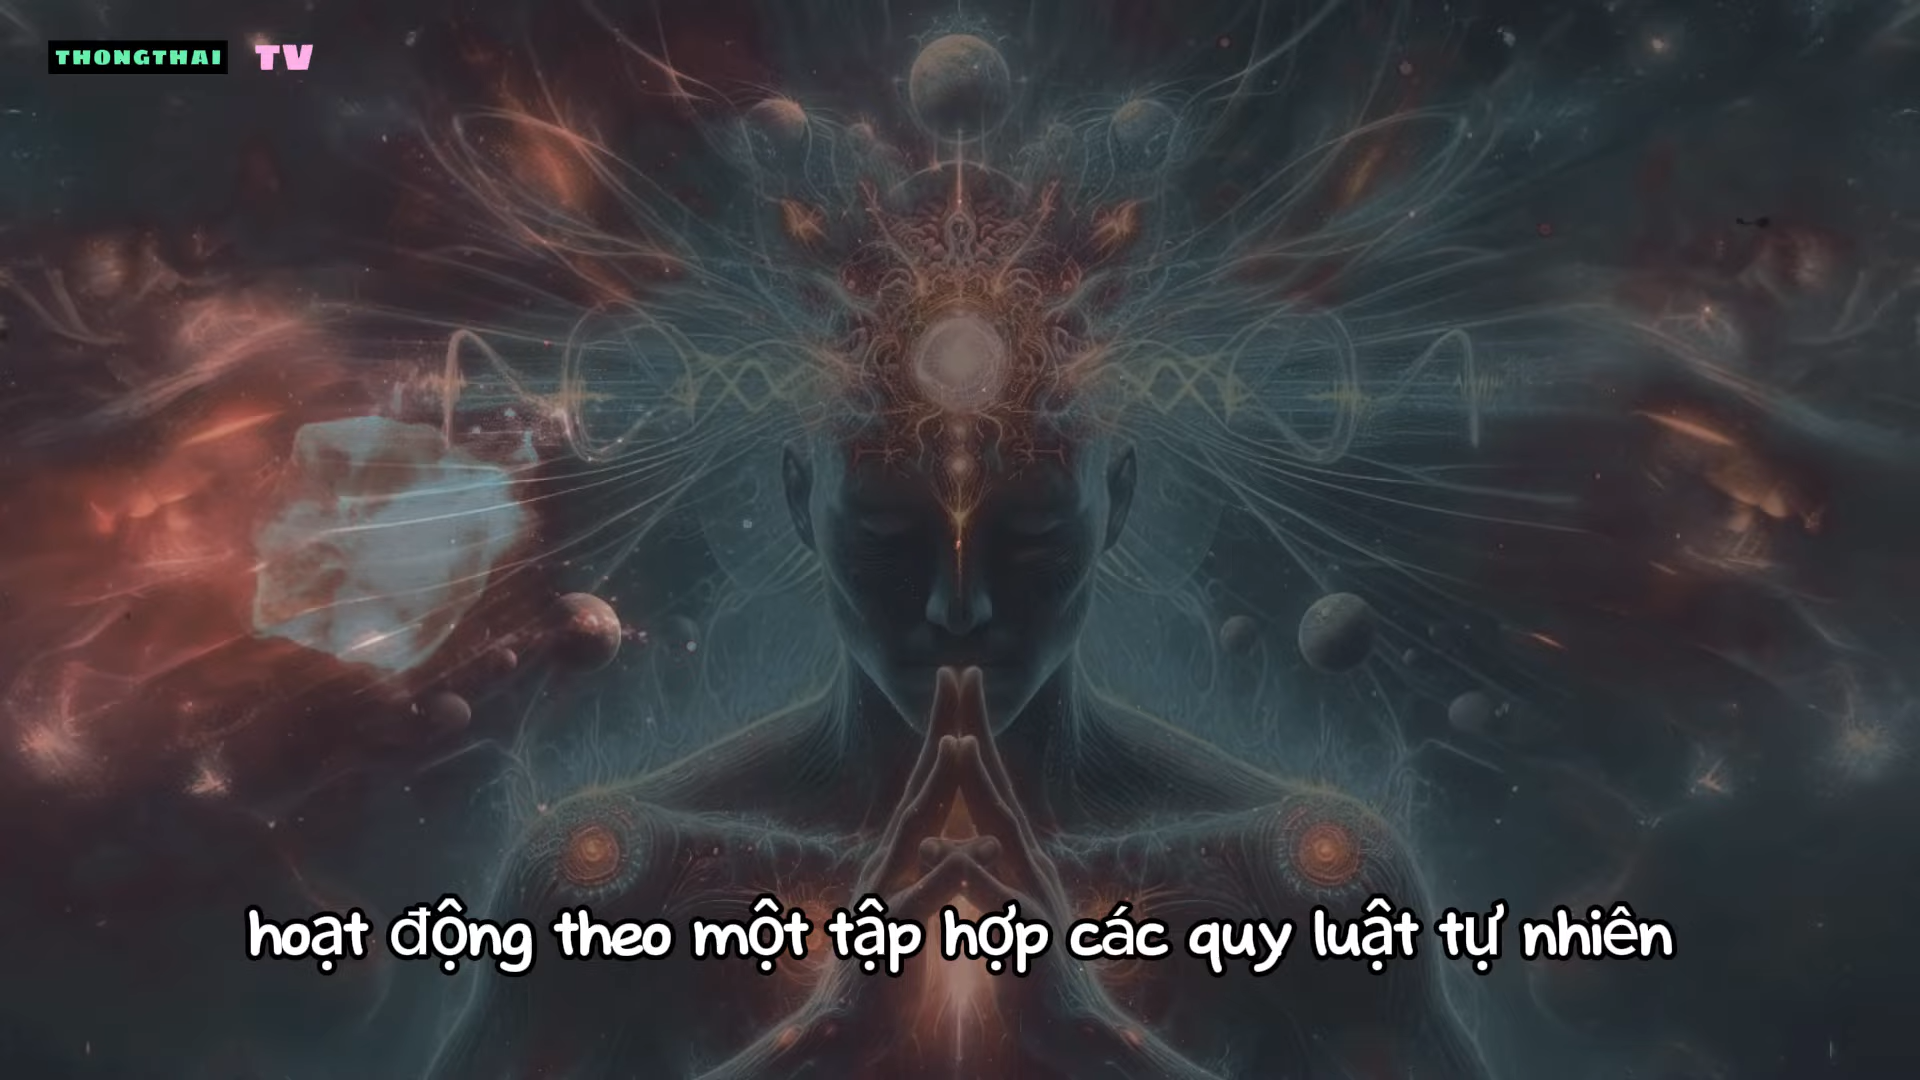 THONGTHAI TV
hoạt động theo một tập hợp các quy luật tự nhiên